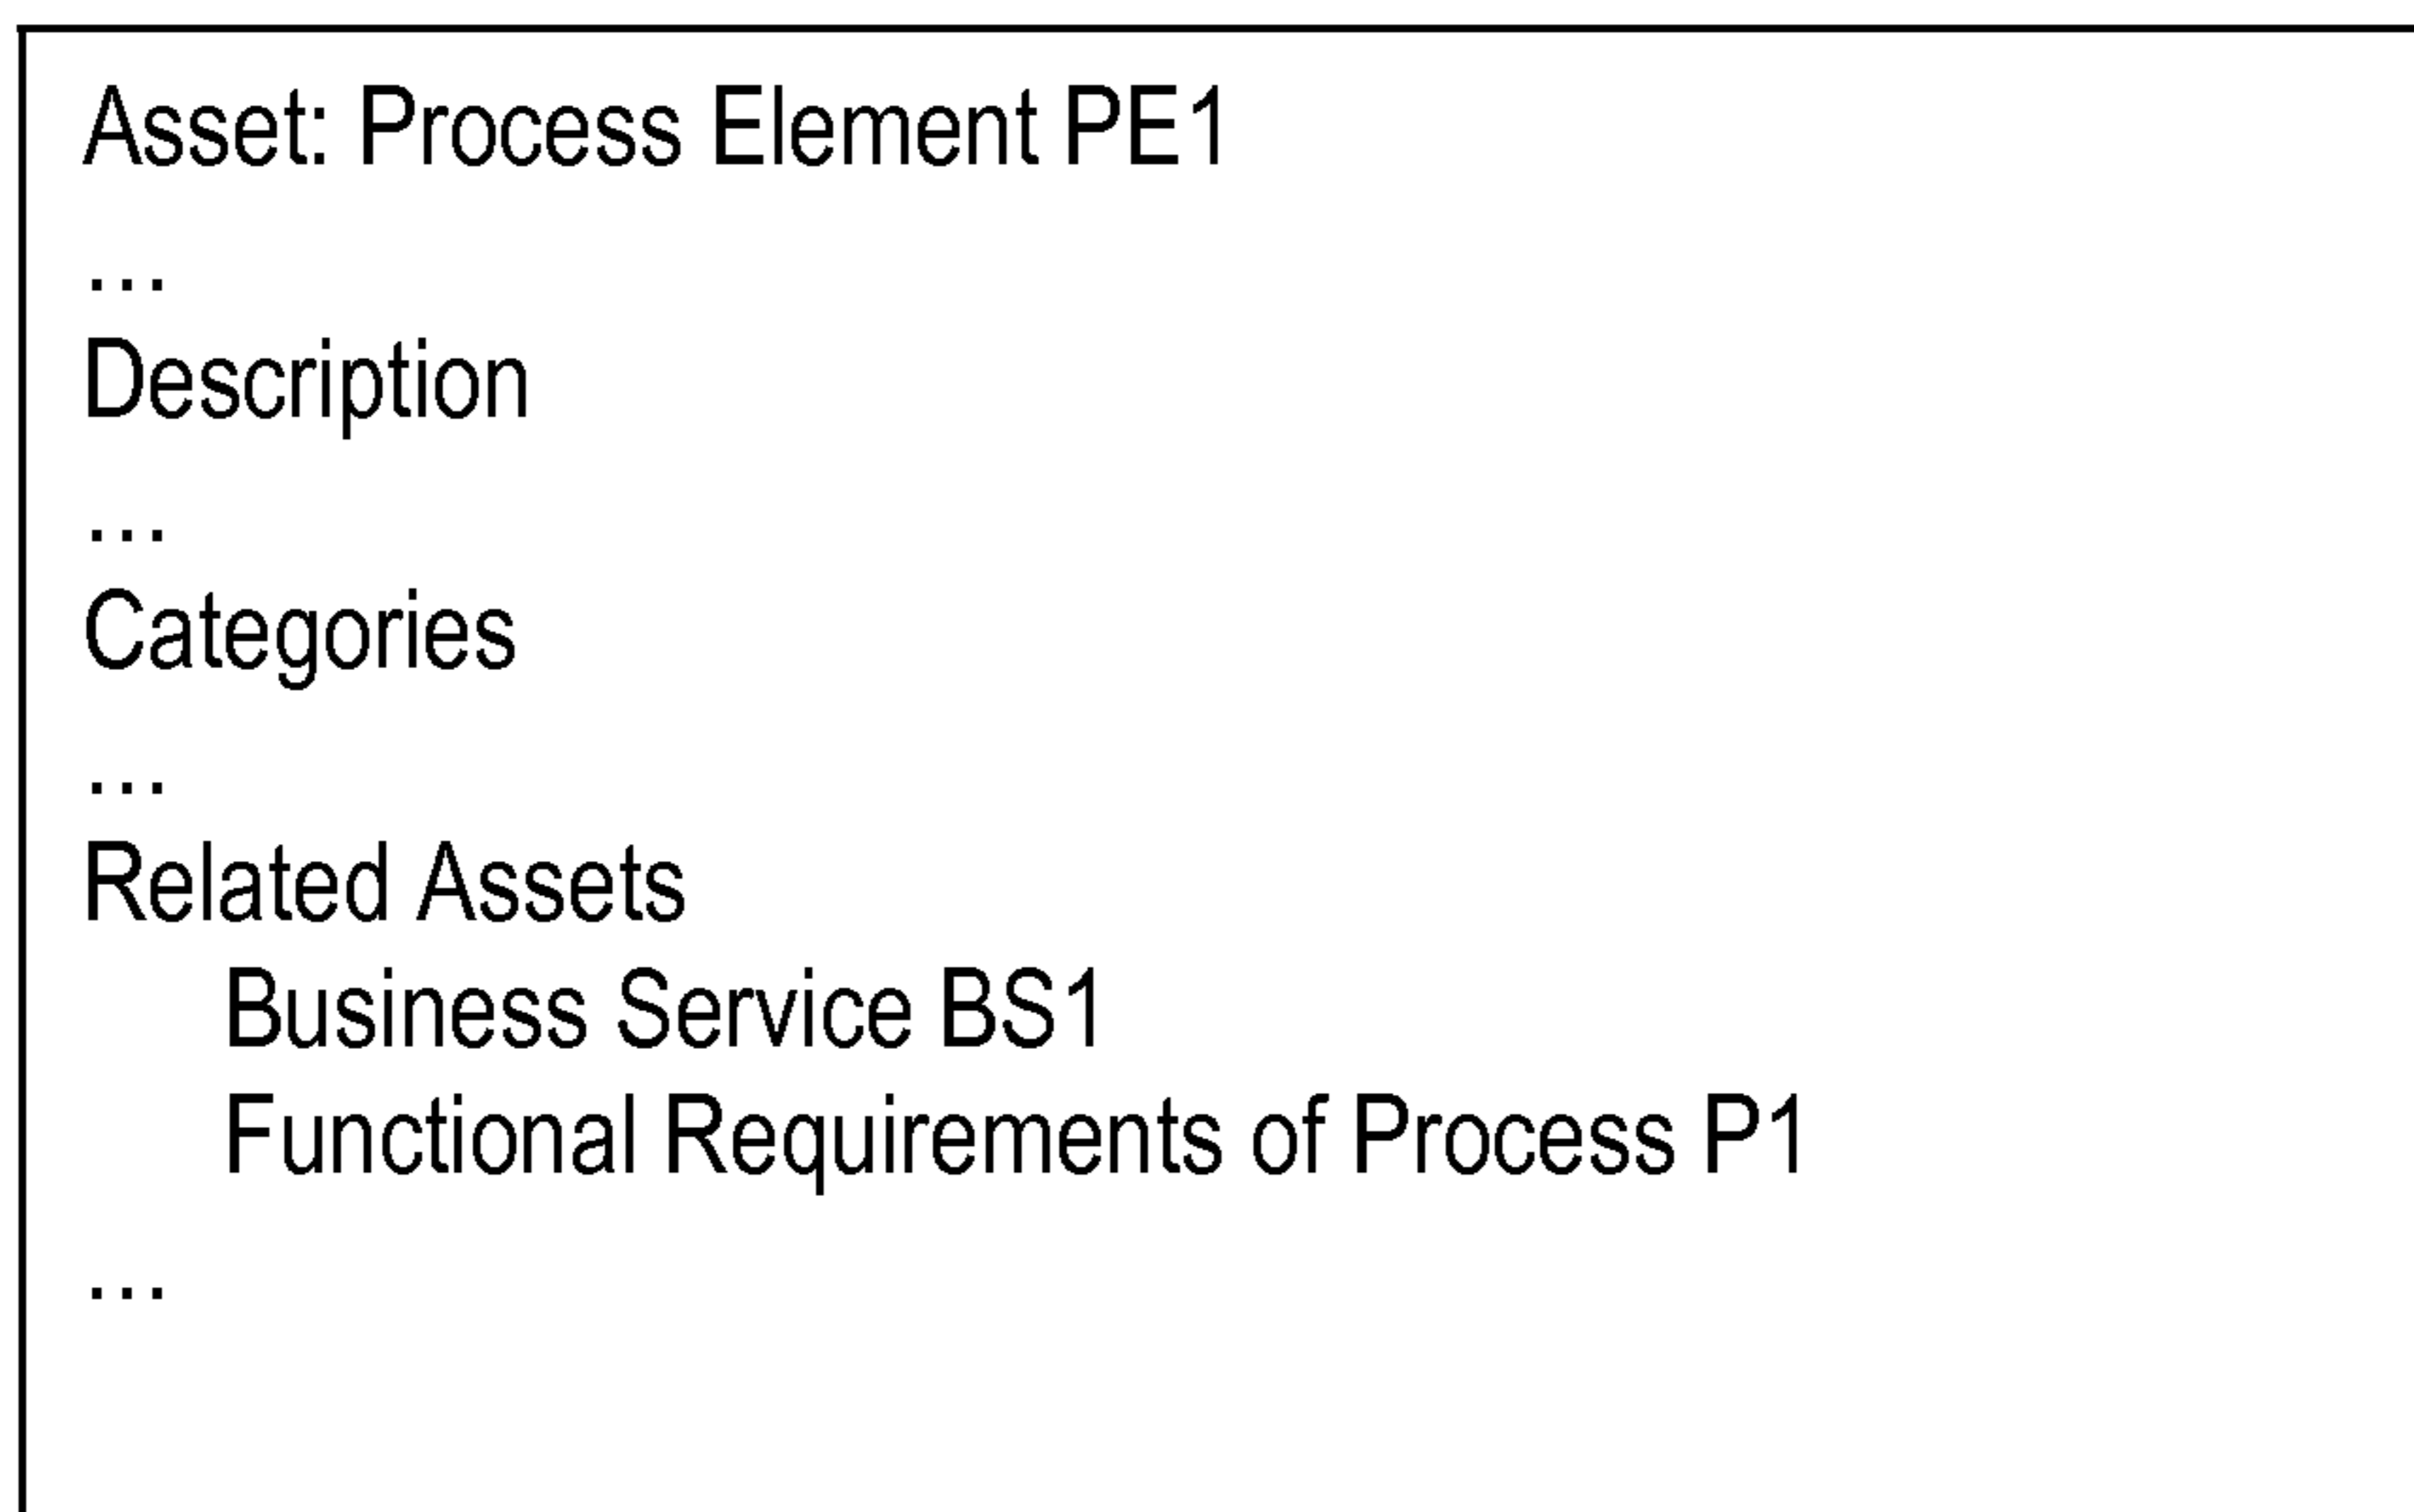 Asset: Process Element PE1
...
Description
...
Categories
...
Related Assets
Business Service BS1
Functional Requirements of Process P1
...